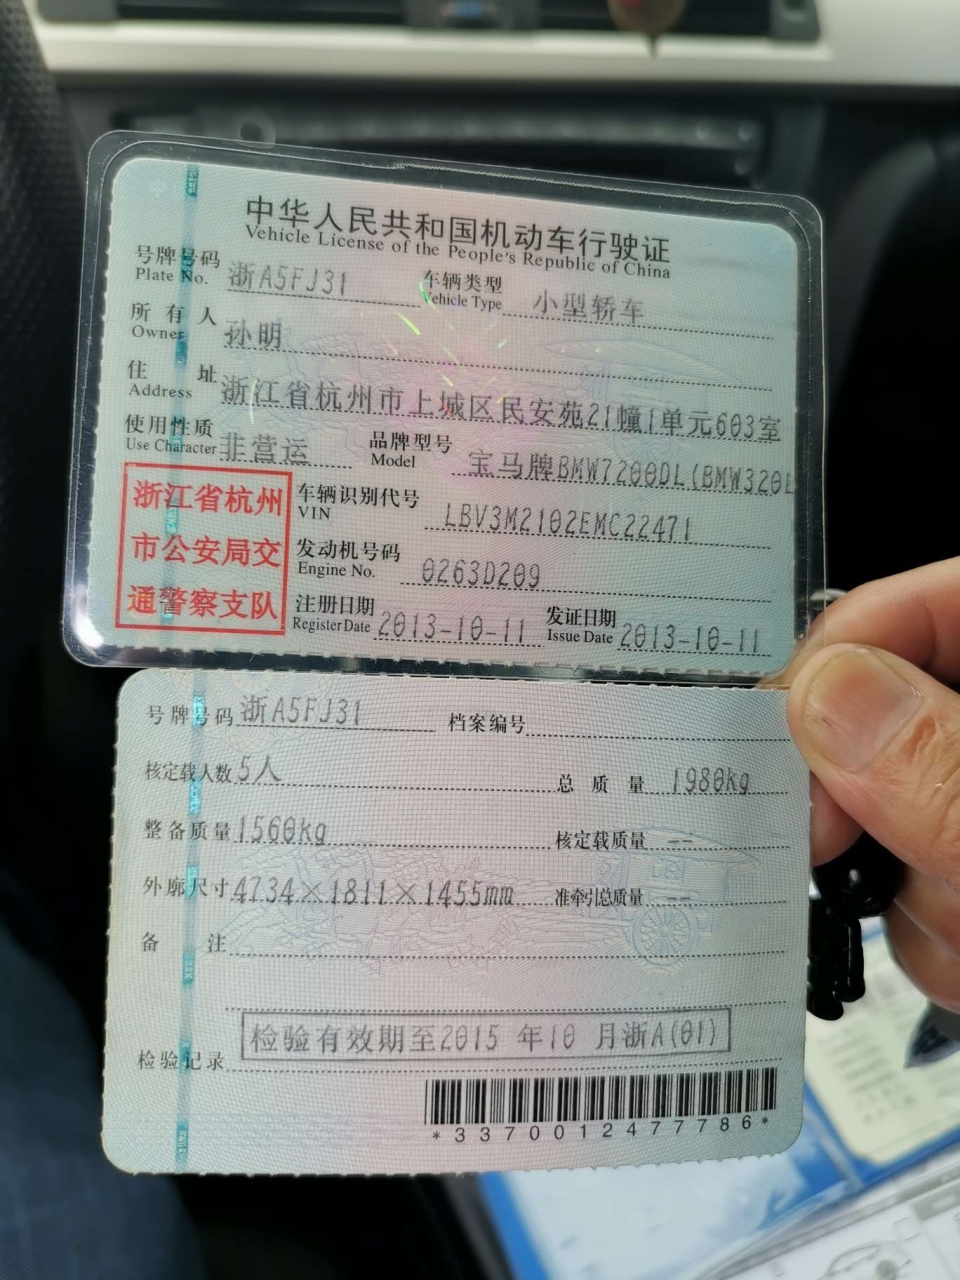 中华人民共和国机动车行驶证
Vehicle License of the People's Republic of China
号牌号码 浙A5FJ31 车辆类型 小型轿车
Plate No. Vehicle Type
所有人 孙明
Owner
住址 浙江省杭州市上城区民安苑21幢1单元603室
Address
使用性质 非营运 品牌型号 宝马牌BMW7200DL(BMW320L
Use Character Model
浙江省杭州
市公安局交
通警察支队
车辆识别代号 LBV3M2102EMC22471
VIN
发动机号码 0263D209
Engine No.
注册日期 2013-10-11 发证日期 2013-10-11
Register Date Issue Date
号牌号码 浙A5FJ31 档案编号
核定载人数 5人 总质量 1980kg
整备质量 1560kg 核定载质量 --
外廓尺寸 4734×1811×1455mm 准牵引总质量 --
备注
检验记录 检验有效期至2015 年10 月浙A(01)
*3370012477786*